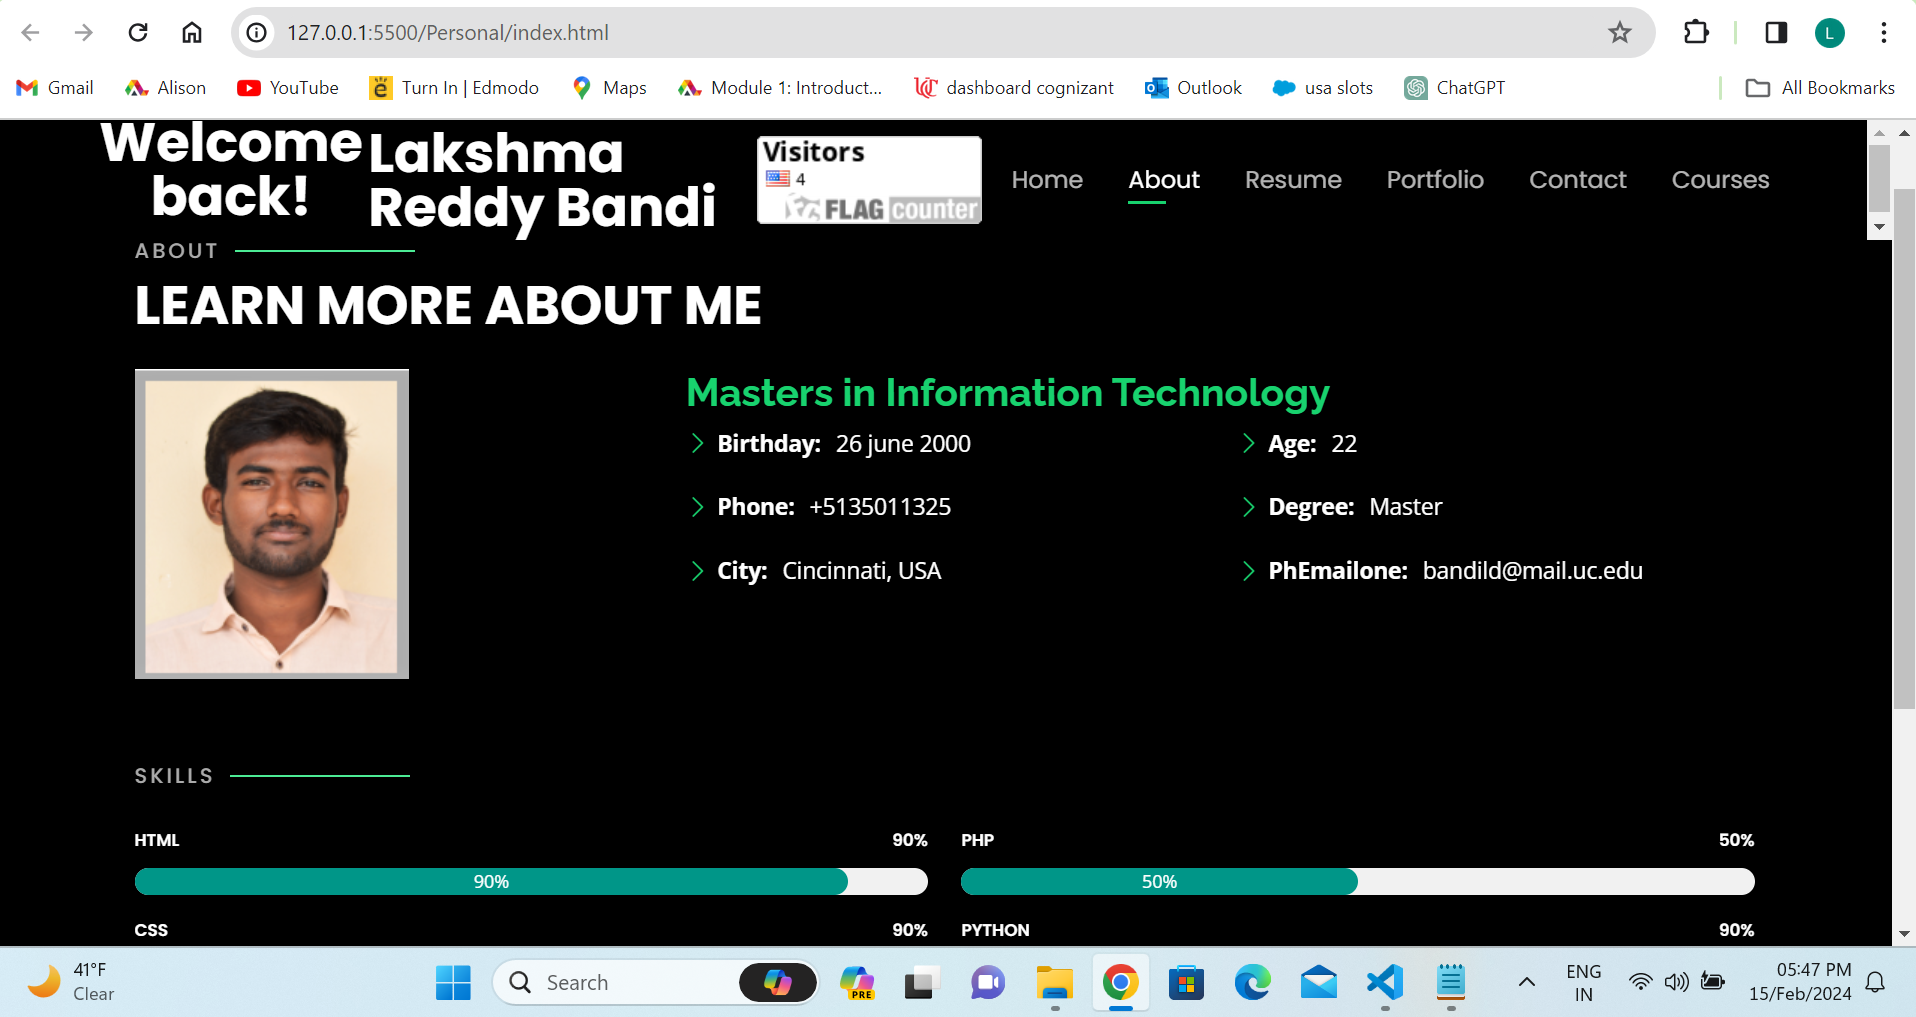 127.0.0.1:5500/Personal/index.html
L
Gmail Alison YouTube Turn In | Edmodo Maps Module 1: Introduct... dashboard cognizant Outlook usa slots ChatGPT All Bookmarks
Welcome
back!
Lakshma
Reddy Bandi
Visitors
4
FLAG counter
Home About Resume Portfolio Contact Courses
ABOUT
LEARN MORE ABOUT ME
Masters in Information Technology
Birthday: 26 june 2000 Age: 22
Phone: +5135011325 Degree: Master
City: Cincinnati, USA PhEmailone: bandild@mail.uc.edu
SKILLS
HTML 90% PHP 50%
90% 50%
CSS 90% PYTHON 90%
41°F
Clear
Search
PRE
ENG
IN
05:47 PM
15/Feb/2024